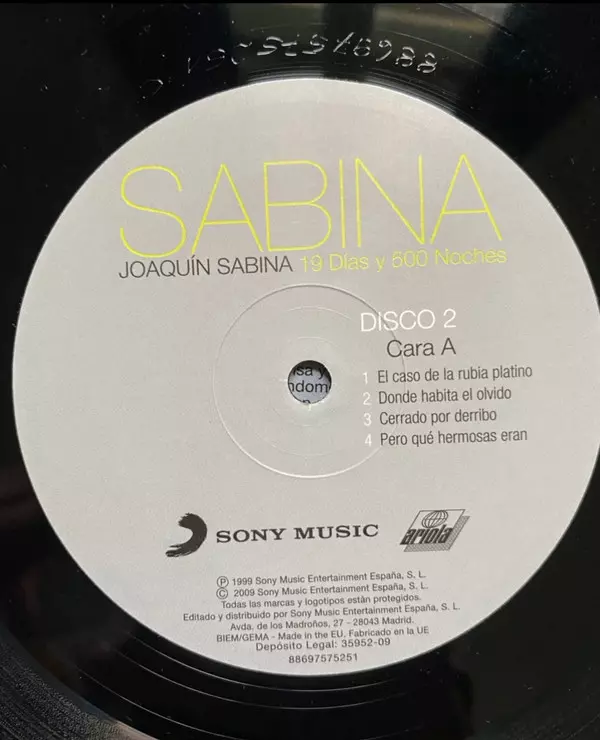 SABINA
JOAQUÍN SABINA 19 Días y 500 Noches
DISCO 2
Cara A
1 El caso de la rubia platino
2 Donde habita el olvido
3 Cerrado por derribo
4 Pero qué hermosas eran
SONY MUSIC
ariola
Ⓟ 1999 Sony Music Entertainment España, S. L.
Ⓒ 2009 Sony Music Entertainment España, S. L.
Todas las marcas y logotipos están protegidos.
Editado y distribuido por Sony Music Entertainment España, S. L.
Avda. de los Madroños, 27 - 28043 Madrid.
BIEM/GEMA - Made in the EU. Fabricado en la UE
Depósito Legal: 35952-09
88697575251